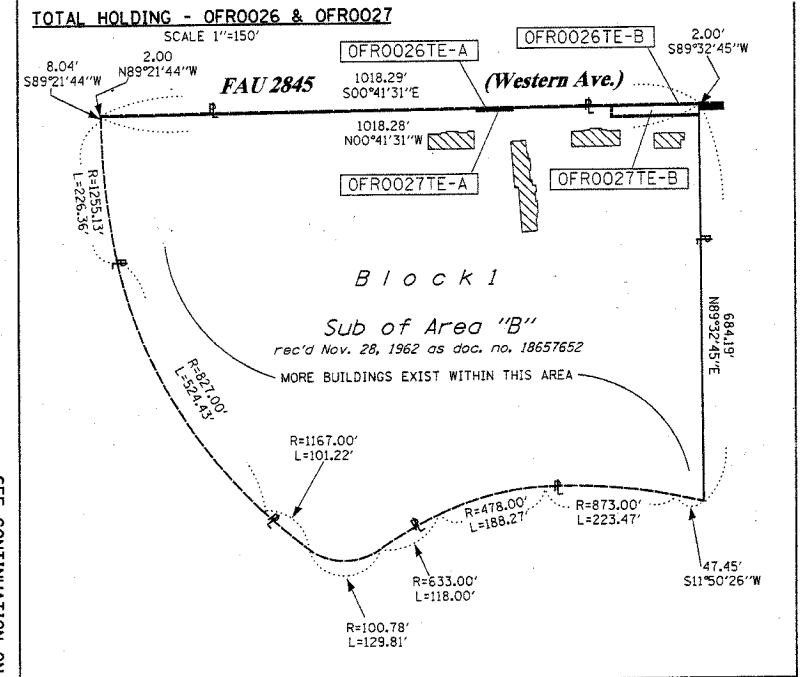 TOTAL HOLDING - OFR0026 & OFR0027
SCALE 1"=150'
8.04'
S89°21'44"W
2.00
N89°21'44"W
FAU 2845
1018.29'
S00°41'31"E
(Western Ave.)
OFR0026TE-A
OFR0026TE-B
2.00'
S89°32'45"W
1018.28'
N00°41'31"W
OFR0027TE-A
OFR0027TE-B
R=1255.13'
L=226.36'
Block 1
Sub of Area "B"
rec'd Nov. 28, 1962 as doc. no. 18657652
MORE BUILDINGS EXIST WITHIN THIS AREA
684.19'
N89°32'45"E
R=827.00'
L=524.43'
R=1167.00'
L=101.22'
R=478.00'
L=188.27'
R=873.00'
L=223.47'
R=633.00'
L=118.00'
47.45'
S11°50'26"W
R=100.78'
L=129.81'
SEE CONTINUATION ON